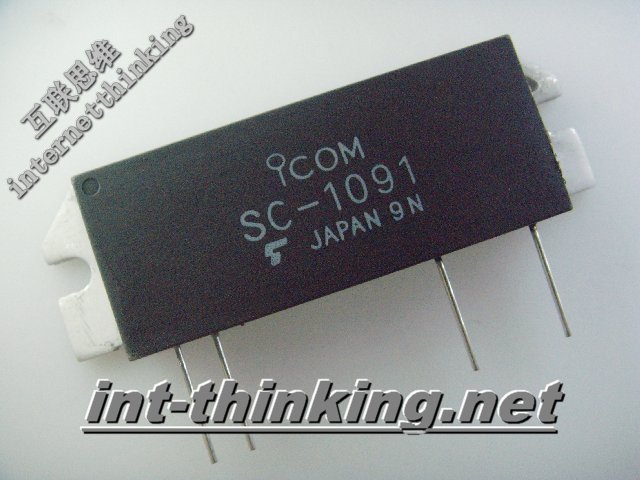 互联思维
internetthinking
iCOM
SC-1091
JAPAN 9N
int-thinking.net